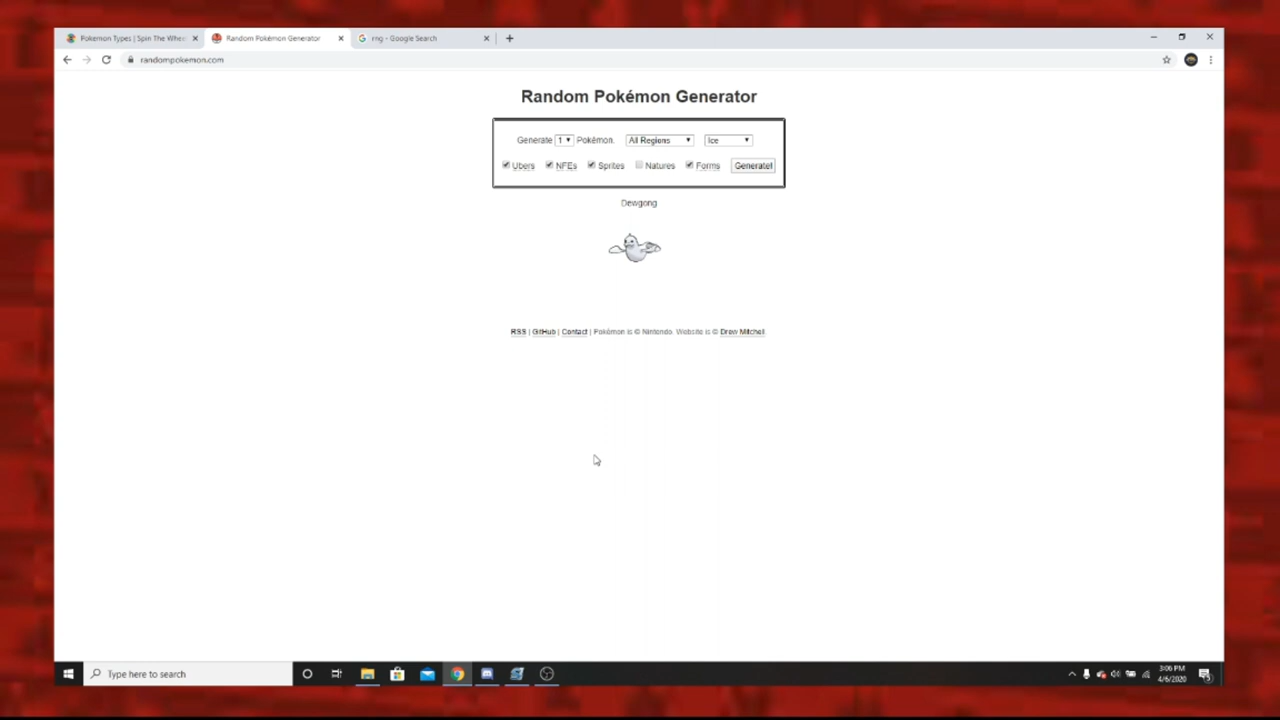 Pokemon Types | Spin The Whee
Random Pokémon Generator
rng - Google Search
randompokemon.com
Random Pokémon Generator
Generate 1 Pokémon. All Regions Ice
Ubers NFEs Sprites Natures Forms Generate!
Dewgong
RSS | GitHub | Contact | Pokémon is © Nintendo. Website is © Drew Mitchell.
Type here to search
3:06 PM
4/6/2020